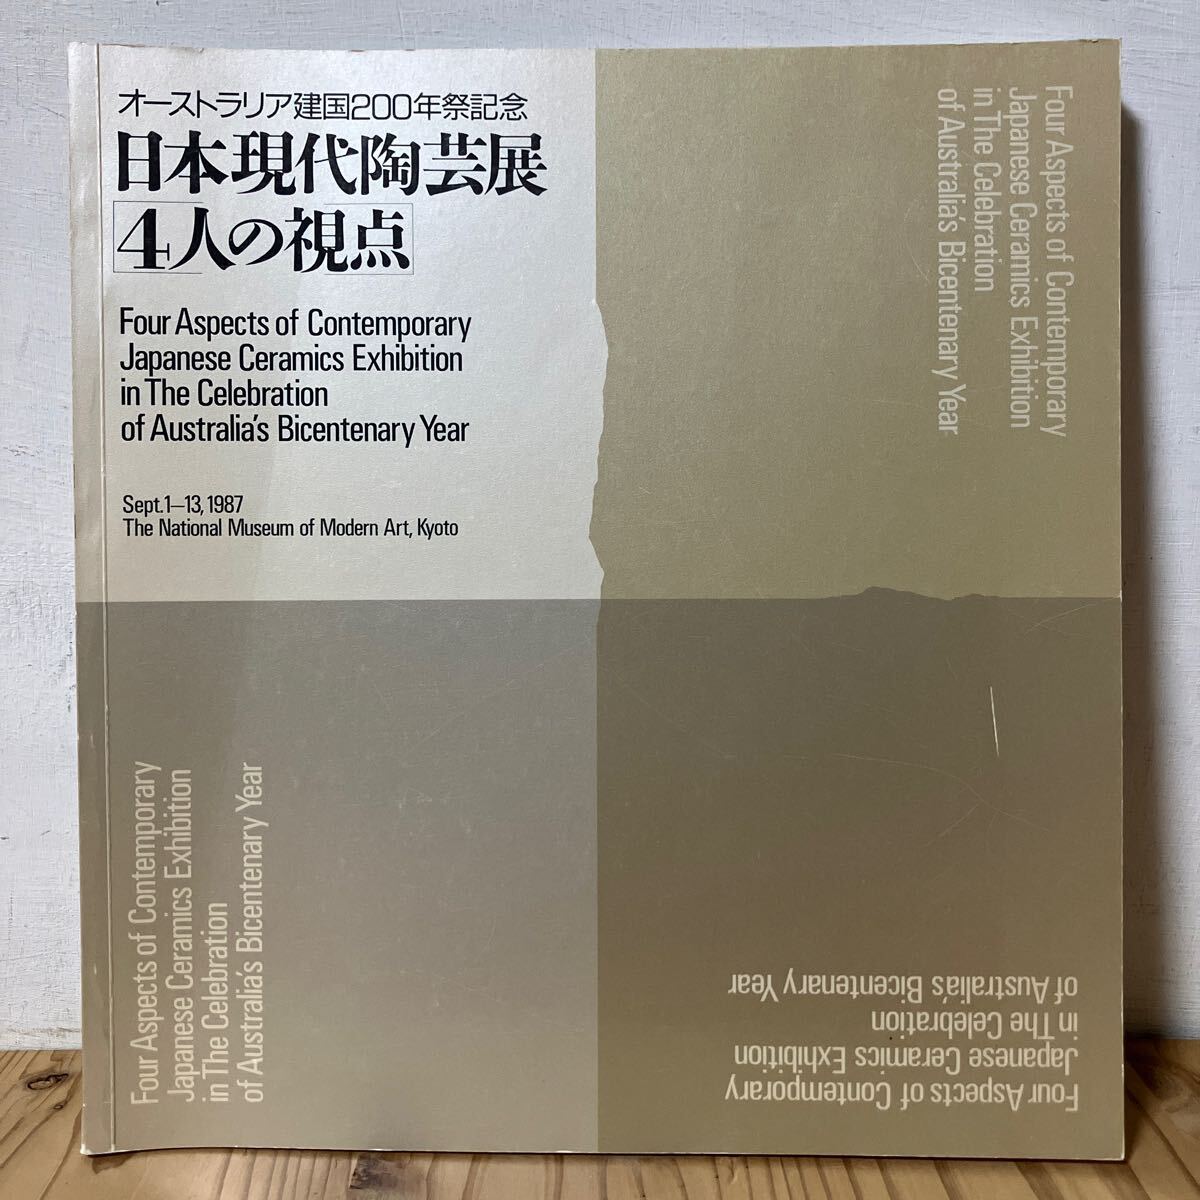 オーストラリア建国200年祭記念
日本現代陶芸展
4人の視点
Four Aspects of Contemporary
Japanese Ceramics Exhibition
in The Celebration
of Australia's Bicentenary Year
Sept.1–13,1987
The National Museum of Modern Art, Kyoto
Four Aspects of Contemporary
Japanese Ceramics Exhibition
in The Celebration
of Australia's Bicentenary Year
Four Aspects of Contemporary
Japanese Ceramics Exhibition
in The Celebration
of Australia's Bicentenary Year
Four Aspects of Contemporary
Japanese Ceramics Exhibition
in The Celebration
of Australia's Bicentenary Year